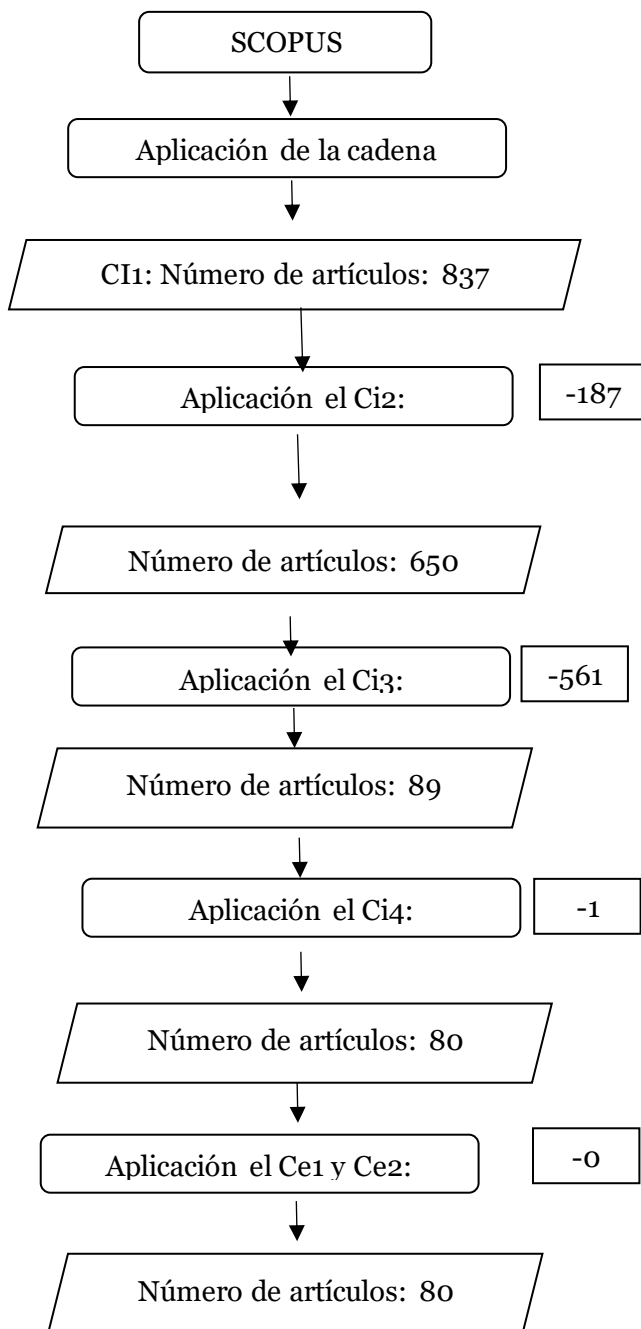 SCOPUS
Aplicación de la cadena
CI1: Número de artículos: 837
Aplicación el Ci2:
-187
Número de artículos: 650
Aplicación el Ci3:
-561
Número de artículos: 89
Aplicación el Ci4:
-1
Número de artículos: 80
Aplicación el Ce1 y Ce2:
-0
Número de artículos: 80